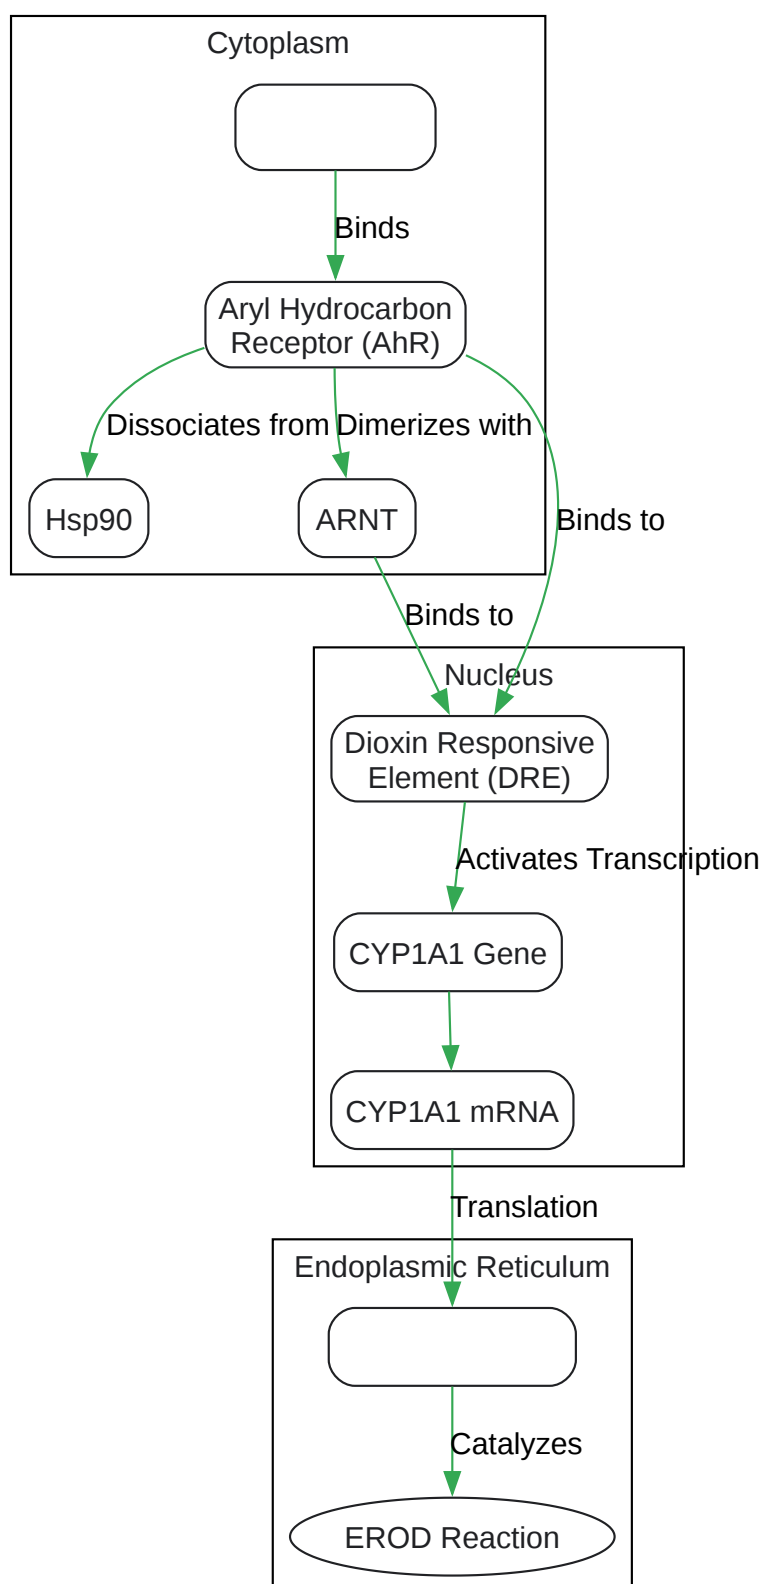 Cytoplasm
Binds
Aryl Hydrocarbon
Receptor (AhR)
Dissociates from
Dimerizes with
Hsp90
ARNT
Binds to
Binds to
Nucleus
Dioxin Responsive
Element (DRE)
Activates Transcription
CYP1A1 Gene
CYP1A1 mRNA
Translation
Endoplasmic Reticulum
Catalyzes
EROD Reaction